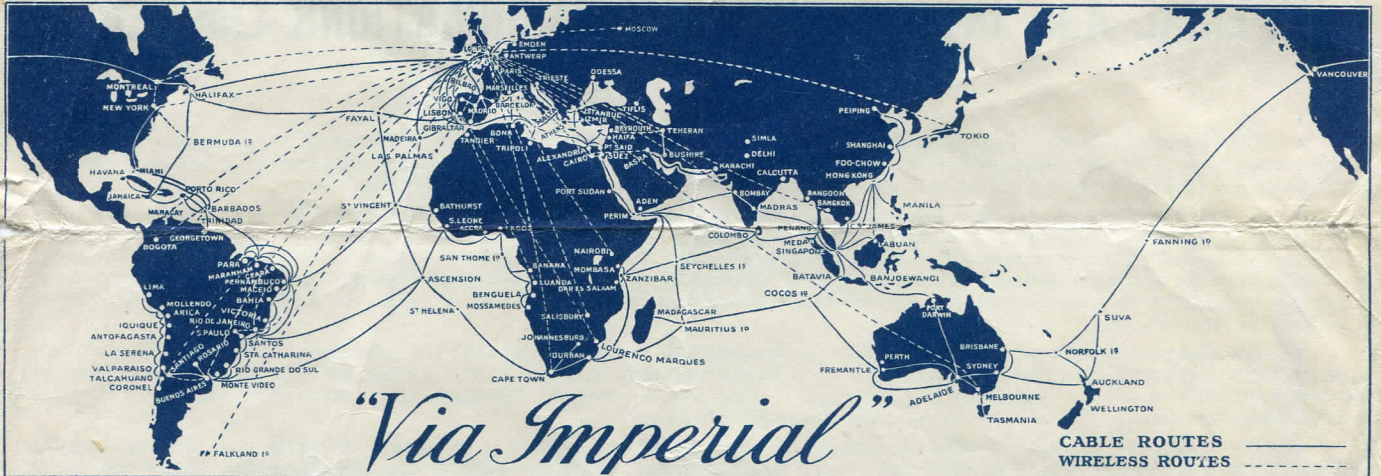 MOSCOW
LONDON
EMDEN
ANTWERP
PARIS
TRIESTE
ODESSA
BILBAO
MARSEILLES
VIGO
BARCELONA
LISBON
MADRID
MALTA
ATHENS
ISTANBUL
IZMIR
TIFLIS
GIBRALTAR
TANGIER
BONA
TRIPOLI
BEYROUTH
HAIFA
PT SAID
SUEZ
ALEXANDRIA
CAIRO
TEHERAN
BASRA
BUSHIRE
SIMLA
DELHI
KARACHI
CALCUTTA
BOMBAY
MADRAS
RANGOON
BANGKOK
COLOMBO
PENANG
MEDAN
SINGAPORE
ST JAMES
LABUAN
BATAVIA
BANJOEWANGI
PEIPING
TOKIO
SHANGHAI
FOO-CHOW
HONG KONG
MANILA
VANCOUVER
MONTREAL
NEW YORK
HALIFAX
FAYAL
MADEIRA
LAS PALMAS
BERMUDA IS
HAVANA
MIAMI
JAMAICA
PORTO RICO
MARACAY
BARBADOS
TRINIDAD
GEORGETOWN
BOGOTA
ST VINCENT
BATHURST
S.LEONE
ACCRA
LAGOS
PORT SUDAN
ADEN
PERIM
SAN THOME ID
BANANA
LUANDA
NAIROBI
MOMBASA
ZANZIBAR
DAR ES SALAAM
SEYCHELLES IS
COCOS ID
PARA
MARANHAM
CEARA
PERNAMBUCO
MACEIO
BAHIA
VICTORIA
RIO DE JANEIRO
S.PAULO
SANTOS
STA CATHARINA
RIO GRANDE DO SUL
MONTE VIDEO
BUENOS AIRES
ROSARIO
SANTIAGO
LIMA
MOLLENDO
ARICA
IQUIQUE
ANTOFAGASTA
LA SERENA
VALPARAISO
TALCAHUANO
CORONEL
FALKLAND IS
ASCENSION
ST HELENA
BENGUELA
MOSSAMEDES
SALISBURY
JOHANNESBURG
DURBAN
LOURENCO MARQUES
CAPE TOWN
MADAGASCAR
MAURITIUS ID
PORT DARWIN
BRISBANE
PERTH
FREMANTLE
SYDNEY
ADELAIDE
MELBOURNE
TASMANIA
FANNING ID
SUVA
NORFOLK IS
AUCKLAND
WELLINGTON
"Via Imperial"
CABLE ROUTES
WIRELESS ROUTES